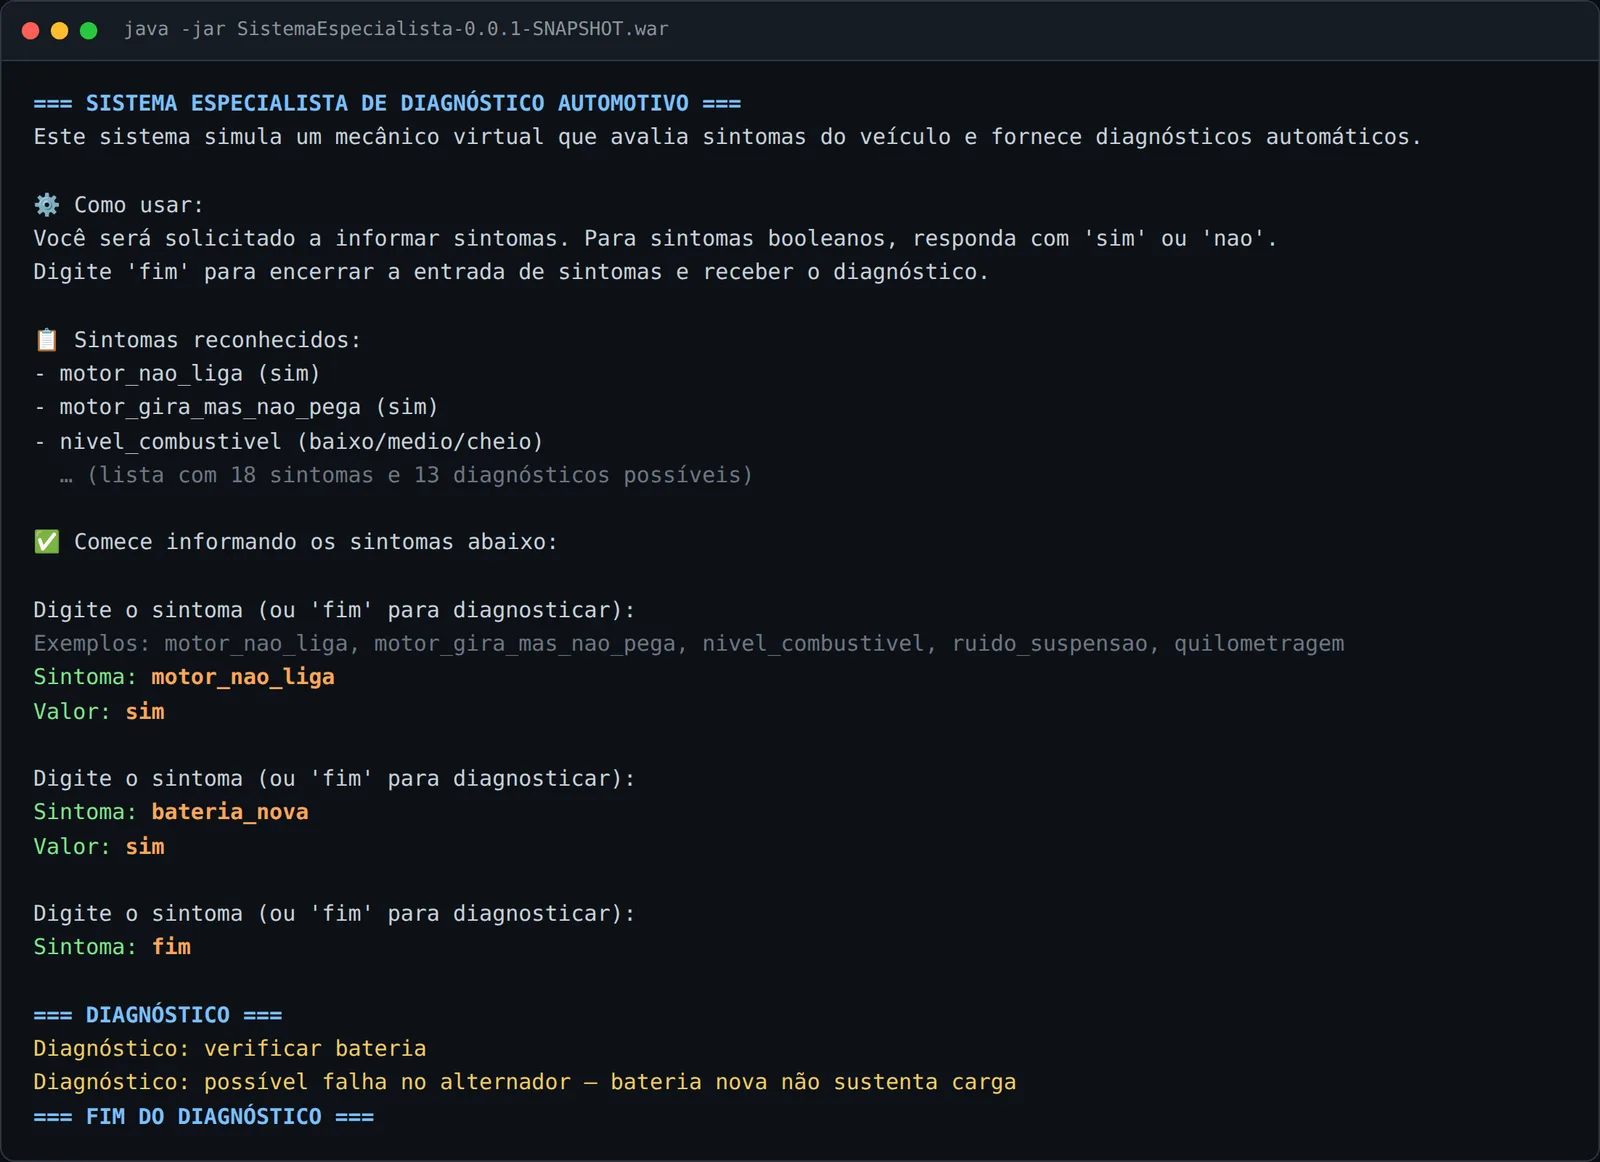 java -jar SistemaEspecialista-0.0.1-SNAPSHOT.war
=== SISTEMA ESPECIALISTA DE DIAGNÓSTICO AUTOMOTIVO ===
Este sistema simula um mecânico virtual que avalia sintomas do veículo e fornece diagnósticos automáticos.
⚙️ Como usar:
Você será solicitado a informar sintomas. Para sintomas booleanos, responda com 'sim' ou 'nao'.
Digite 'fim' para encerrar a entrada de sintomas e receber o diagnóstico.
📋 Sintomas reconhecidos:
- motor_nao_liga (sim)
- motor_gira_mas_nao_pega (sim)
- nivel_combustivel (baixo/medio/cheio)
… (lista com 18 sintomas e 13 diagnósticos possíveis)
✅ Comece informando os sintomas abaixo:
Digite o sintoma (ou 'fim' para diagnosticar):
Exemplos: motor_nao_liga, motor_gira_mas_nao_pega, nivel_combustivel, ruido_suspensao, quilometragem
Sintoma: motor_nao_liga
Valor: sim
Digite o sintoma (ou 'fim' para diagnosticar):
Sintoma: bateria_nova
Valor: sim
Digite o sintoma (ou 'fim' para diagnosticar):
Sintoma: fim
=== DIAGNÓSTICO ===
Diagnóstico: verificar bateria
Diagnóstico: possível falha no alternador — bateria nova não sustenta carga
=== FIM DO DIAGNÓSTICO ===